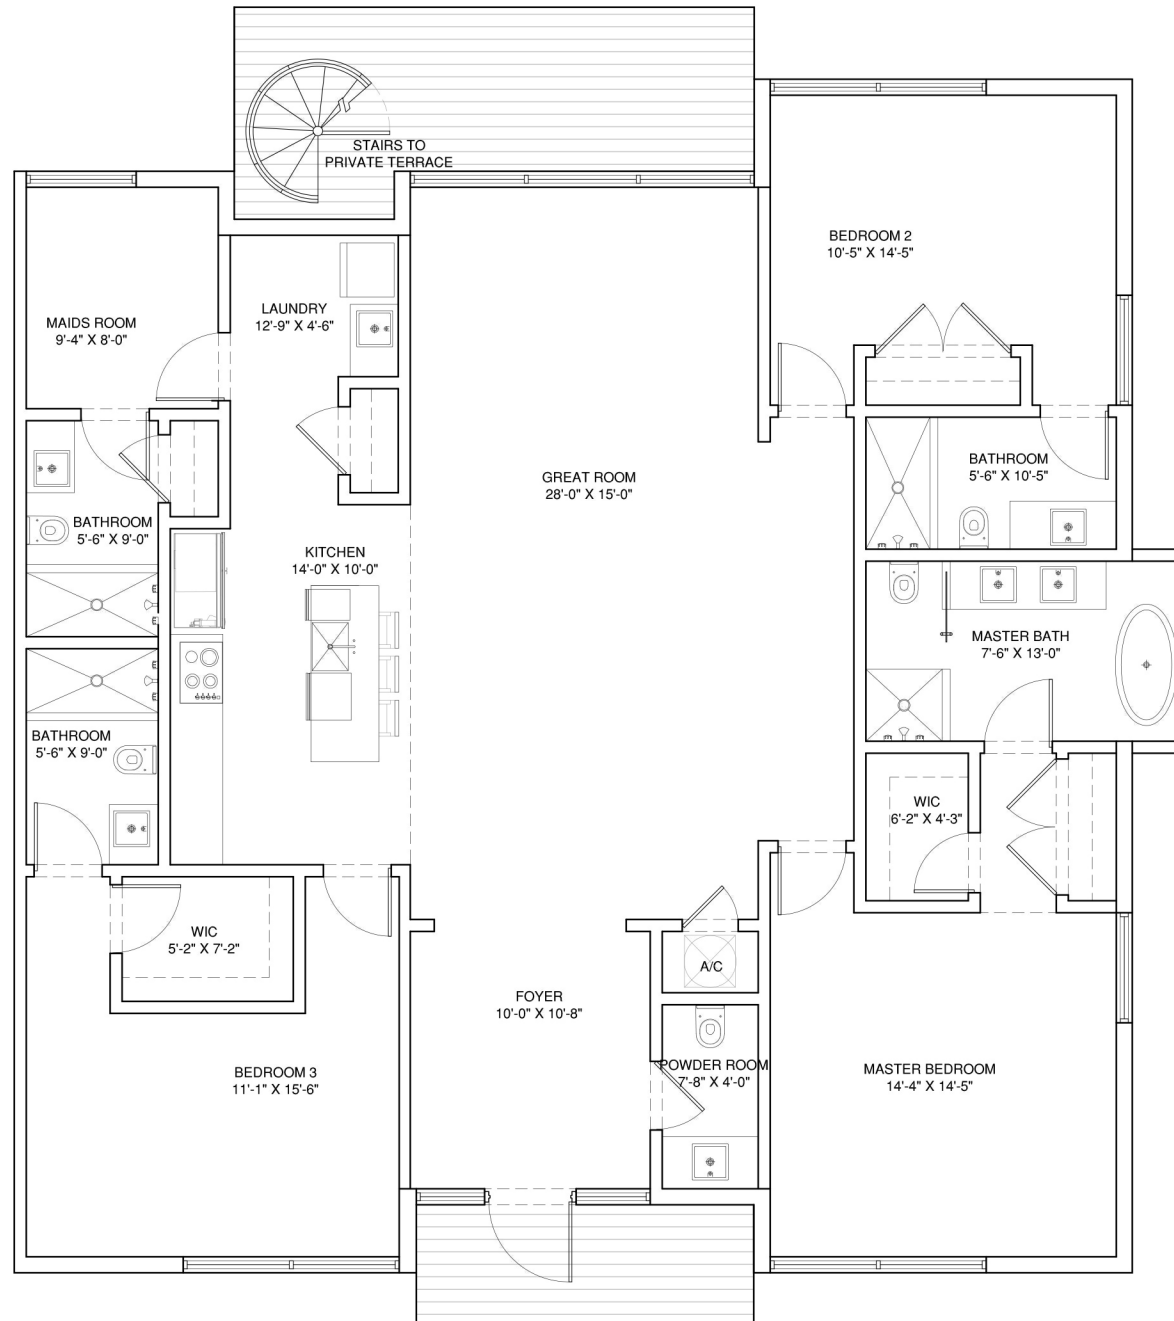 STAIRS TO
PRIVATE TERRACE
BEDROOM 2
10'-5" X 14'-5"
LAUNDRY
12'-9" X 4'-6"
MAIDS ROOM
9'-4" X 8'-0"
GREAT ROOM
28'-0" X 15'-0"
BATHROOM
5'-6" X 10'-5"
BATHROOM
5'-6" X 9'-0"
KITCHEN
14'-0" X 10'-0"
MASTER BATH
7'-6" X 13'-0"
BATHROOM
5'-6" X 9'-0"
WIC
6'-2" X 4'-3"
WIC
5'-2" X 7'-2"
A/C
FOYER
10'-0" X 10'-8"
POWDER ROOM
7'-8" X 4'-0"
BEDROOM 3
11'-1" X 15'-6"
MASTER BEDROOM
14'-4" X 14'-5"